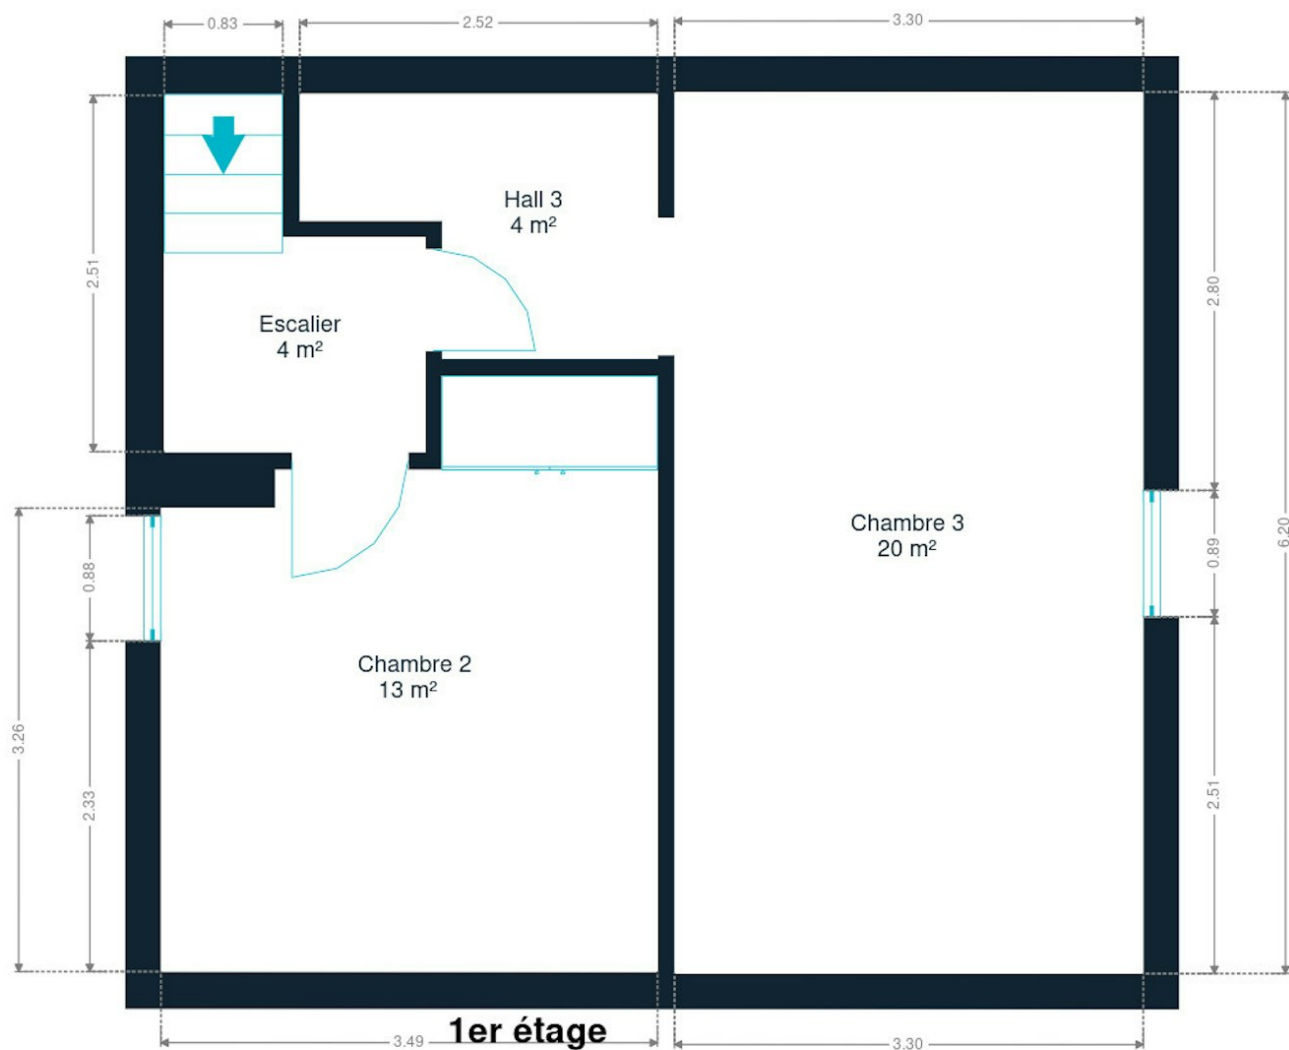 0.83
2.52
3.30
Hall 3
4 m²
2.51
2.80
Escalier
4 m²
Chambre 3
20 m²
6.20
0.89
0.88
Chambre 2
13 m²
3.26
2.33
2.51
1er étage
3.49
3.30